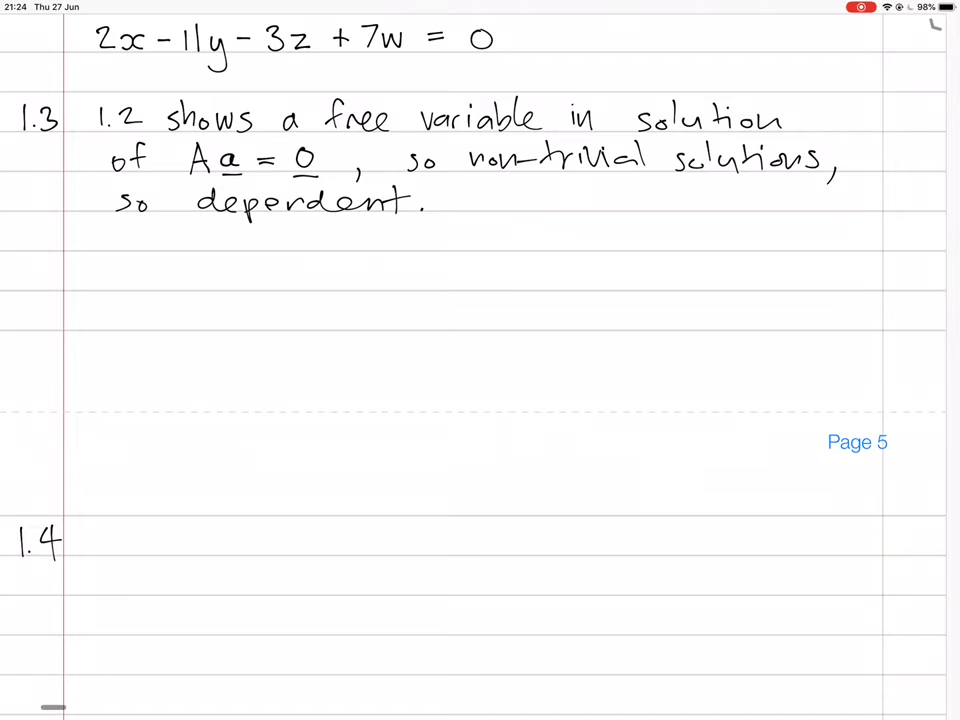 21:24 Thu 27 Jun
98%
2x - 11y - 3z + 7w = 0
1.3 1.2 shows a free variable in solution
of Aa = 0, so non-trivial solutions,
so dependent.
Page 5
1.4